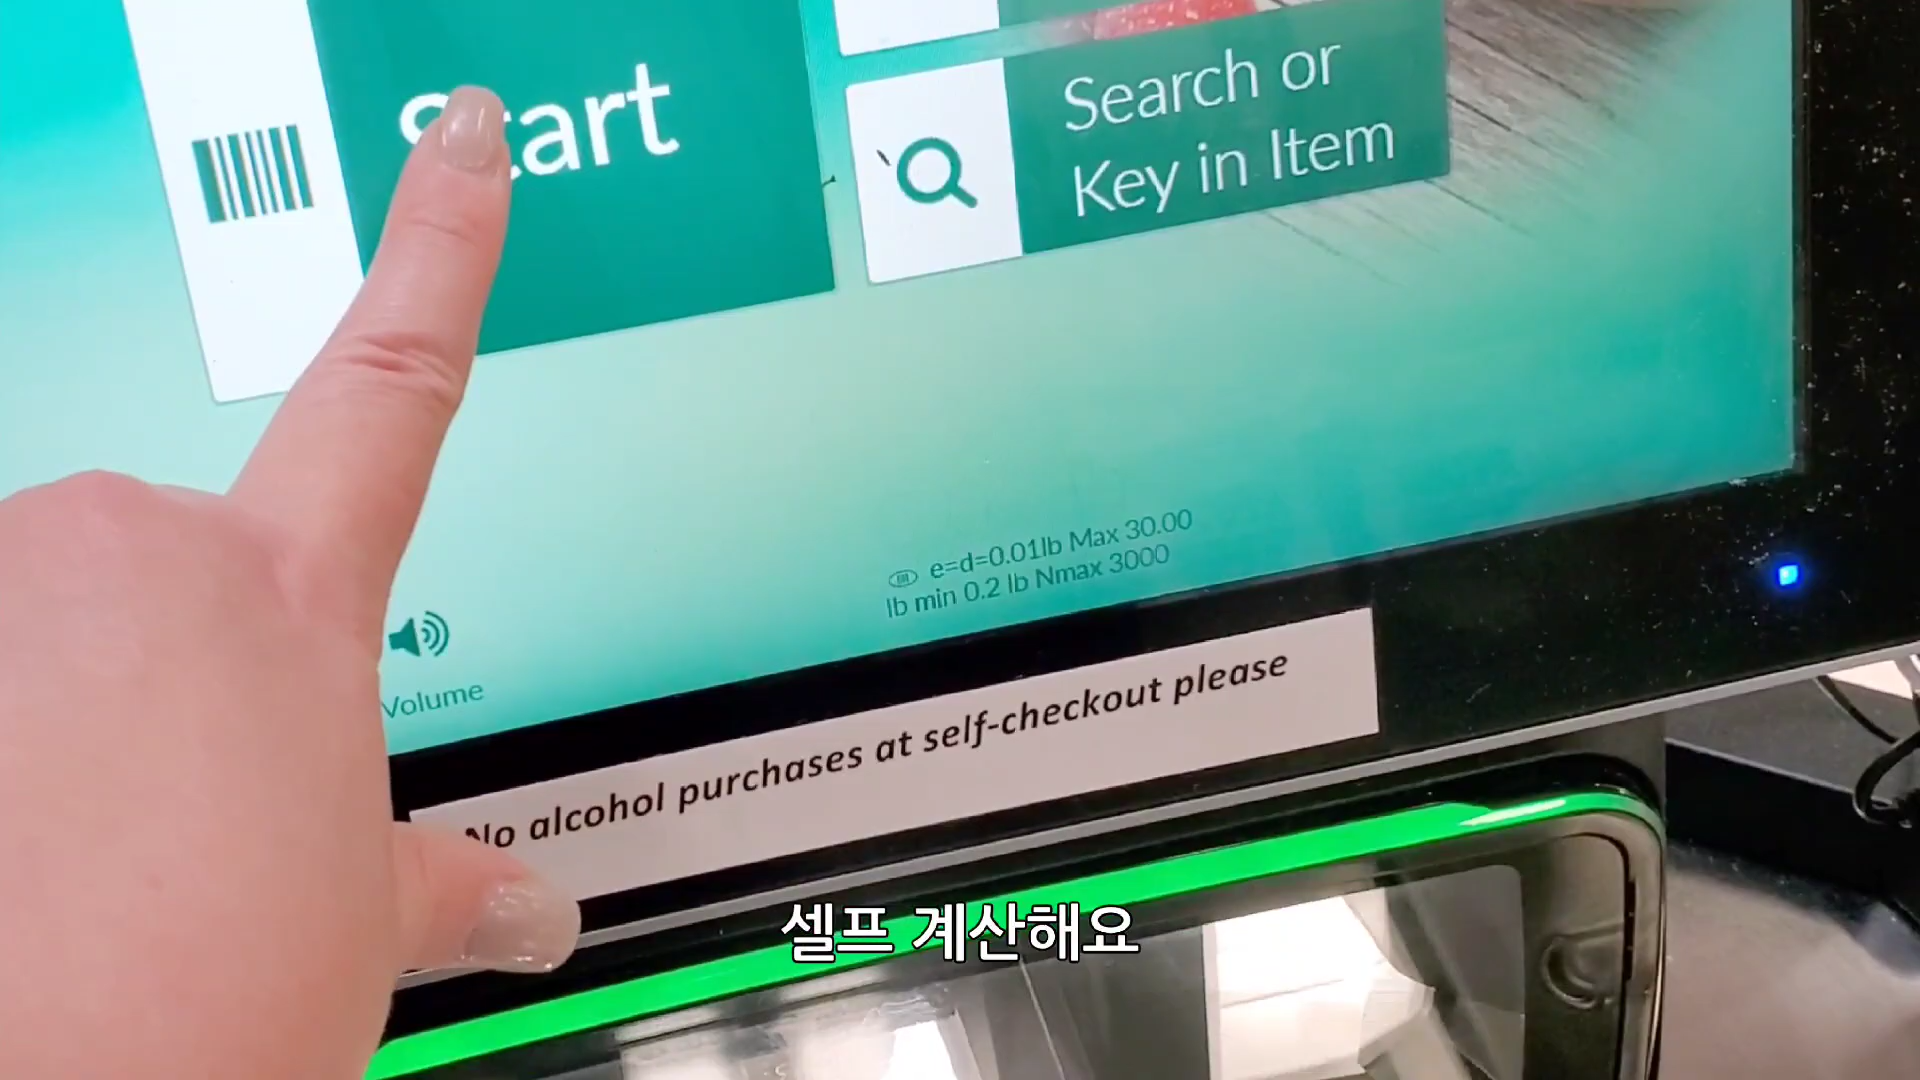 Start
Search or
Key in Item
e=d=0.01lb Max 30.00
lb min 0.2 lb Nmax 3000
Volume
No alcohol purchases at self-checkout please
셀프 계산해요